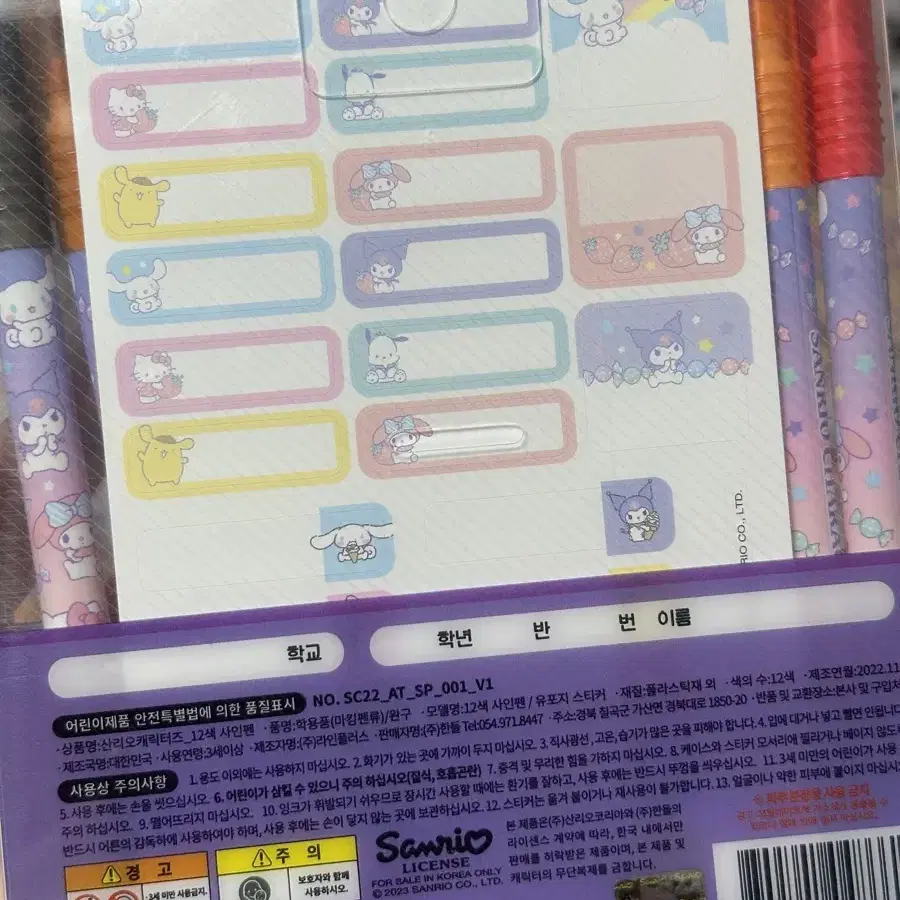 SANRIO CHARA
RIO CO., LTD.
학교
학년 반 번 이름
어린이제품 안전특별법에 의한 품질표시 NO. SC22_AT_SP_001_V1
·상품명:산리오캐릭터즈_12색 사인펜 ·품명:학용품(마킹펜류)/완구 ·모델명:12색 사인펜 / 유포지 스티커 ·재질:폴라스틱재 외 ·색의 수:12색 ·제조연월:2022.11
·제조국명:대한민국 ·사용연령:3세이상 ·제조자명:(주)라인플러스 ·판매자명:(주)한들 Tel:054.971.8447 ·주소:경북 칠곡군 가산면 경북대로 1850-20 ·반품 및 교환장소:본사 및 구입처
사용상 주의사항 1. 용도 이외에는 사용하지 마십시오. 2. 화기가 있는 곳에 가까이 두지 마십시오. 3. 직사광선, 고온, 습기가 많은 곳을 피해야 합니다. 4. 입에 대거나 넣고 빨면 안됩니다
5. 사용 후에는 손을 씻으십시오. 6. 어린이가 삼킬 수 있으니 주의 하십시오(질식, 호흡곤란) 7. 충격 및 무리한 힘을 가하지 마십시오. 8. 케이스와 스티커 모서리에 찔리거나 베이지 않도록
주의 하십시오. 9. 떨어뜨리지 마십시오. 10. 잉크가 휘발되기 쉬우므로 장시간 사용할 때에는 환기를 잘하고, 사용 후에는 반드시 뚜껑을 씌우십시오. 11. 3세 미만의 어린이가 사용
반드시 어른의 감독하에 사용하여야 하며, 사용 후에는 손이 닿지 않는 곳에 보관하십시오. 12. 스티커는 옮겨 붙이거나 재사용이 불가합니다. 13. 얼굴이나 약한 피부에 붙이지 마십시
경고
·3세 미만 사용금지.
주의
보호자와 함께
사용하시오.
Sanrio
LICENSE
FOR SALE IN KOREA ONLY
© 2023 SANRIO CO., LTD.
본 제품은(주)산리오코리아와 (주)한들의
라이센스 계약에 따라, 한국 내에서만
판매를 허락받은 제품이며, 본 제품 및
캐릭터의 무단복제를 금합니다.